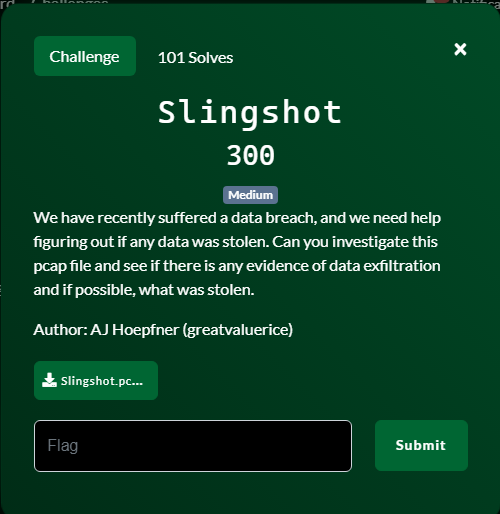 Challenges
Notifica
Challenge
101 Solves
×
Slingshot
300
Medium
We have recently suffered a data breach, and we need help
figuring out if any data was stolen. Can you investigate this
pcap file and see if there is any evidence of data exfiltration
and if possible, what was stolen.
Author: AJ Hoepfner (greatvaluerice)
Slingshot.pc...
Flag
Submit